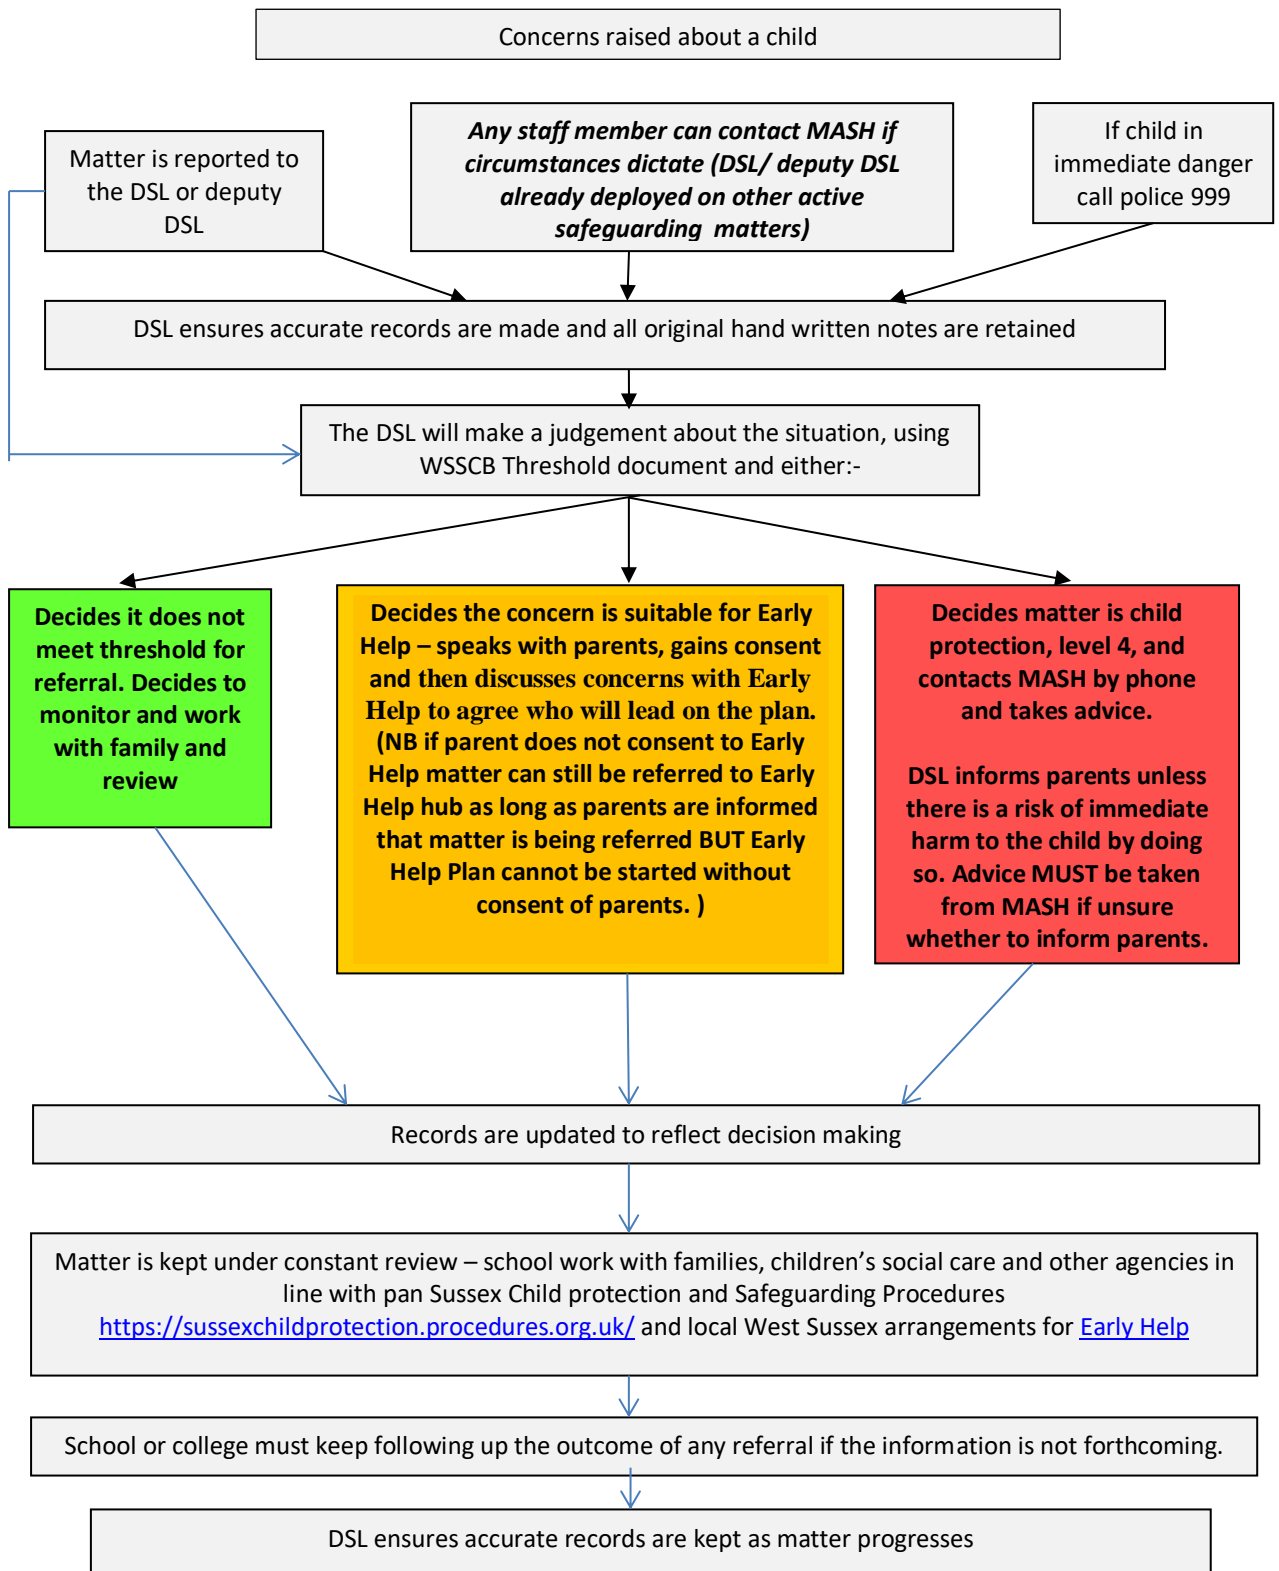 Concerns raised about a child
Matter is reported to
the DSL or deputy
DSL
Any staff member can contact MASH if
circumstances dictate (DSL/ deputy DSL
already deployed on other active
safeguarding matters)
If child in
immediate danger
call police 999
DSL ensures accurate records are made and all original hand written notes are retained
The DSL will make a judgement about the situation, using
WSSCB Threshold document and either:-
Decides it does not
meet threshold for
referral. Decides to
monitor and work
with family and
review
Decides the concern is suitable for Early
Help – speaks with parents, gains consent
and then discusses concerns with Early
Help to agree who will lead on the plan.
(NB if parent does not consent to Early
Help matter can still be referred to Early
Help hub as long as parents are informed
that matter is being referred BUT Early
Help Plan cannot be started without
consent of parents. )
Decides matter is child
protection, level 4, and
contacts MASH by phone
and takes advice.
DSL informs parents unless
there is a risk of immediate
harm to the child by doing
so. Advice MUST be taken
from MASH if unsure
whether to inform parents.
Records are updated to reflect decision making
Matter is kept under constant review – school work with families, children’s social care and other agencies in
line with pan Sussex Child protection and Safeguarding Procedures
https://sussexchildprotection.procedures.org.uk/ and local West Sussex arrangements for Early Help
School or college must keep following up the outcome of any referral if the information is not forthcoming.
DSL ensures accurate records are kept as matter progresses